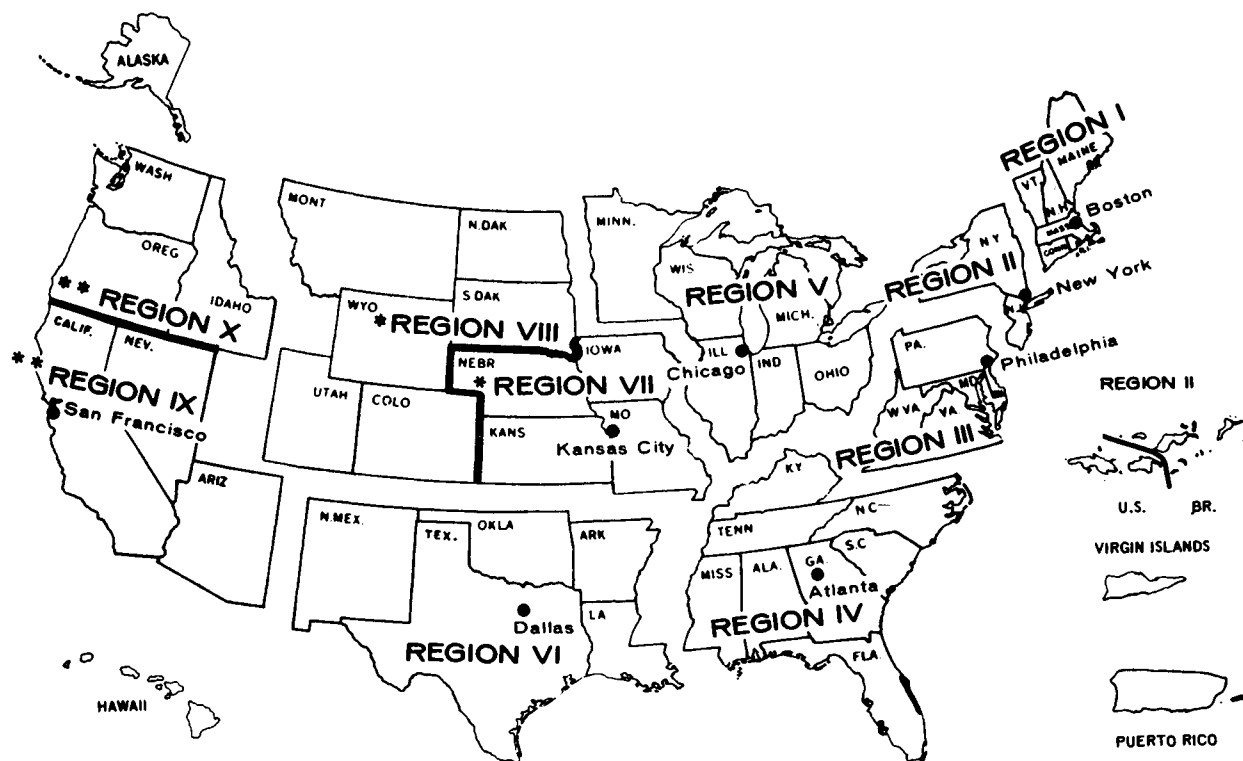 ALASKA
REGION I
MAINE
VT.
N.H.
Boston
MASS
CONN
WASH
MONT
N.DAK
MINN.
OREG
IDAHO
WYO
S.DAK
WIS
MICH.
N Y
REGION II
New York
N.J.
** REGION X
*REGION VIII
REGION V
CALIF.
NEV.
** REGION IX
San Francisco
UTAH
COLO
NEBR
* REGION VII
IOWA
ILL
Chicago
IND
OHIO
PA.
Philadelphia
MD
W VA
VA
REGION III
REGION II
KANS
MO
Kansas City
KY
ARIZ
N.MEX.
TEX.
OKLA
ARK
TENN
N C
S.C
MISS
ALA.
GA.
Atlanta
REGION IV
Dallas
REGION VI
LA
FLA.
U.S. BR.
VIRGIN ISLANDS
HAWAII
PUERTO RICO